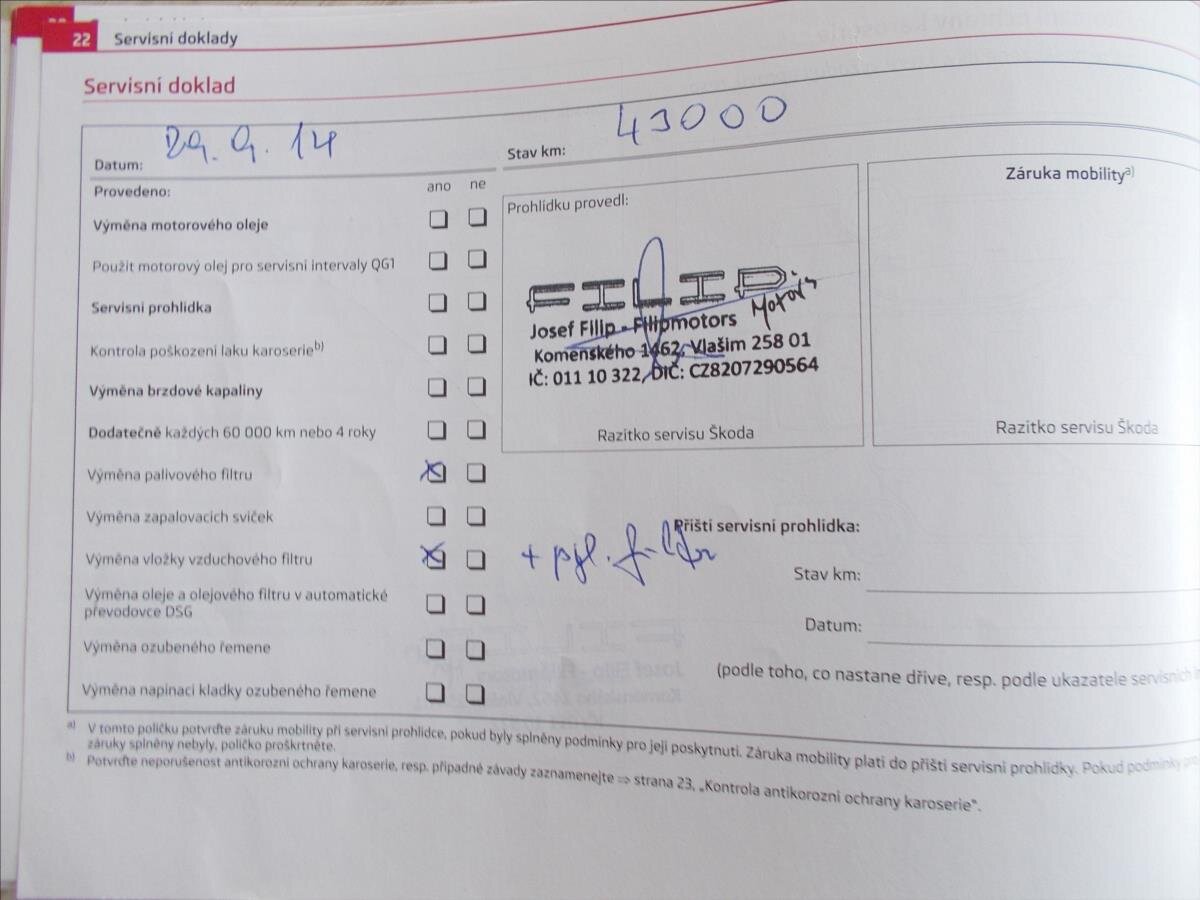 22 Servisní doklady
Servisní doklad
Datum: 29. 9. 14
Stav km: 43000
Provedeno: ano ne
Výměna motorového oleje
Použit motorový olej pro servisní intervaly QG1
Servisní prohlídka
Kontrola poškození laku karoserie b)
Výměna brzdové kapaliny
Dodatečně každých 60 000 km nebo 4 roky
Výměna palivového filtru
Výměna zapalovacích svíček
Výměna vložky vzduchového filtru
Výměna oleje a olejového filtru v automatické
převodovce DSG
Výměna ozubeného řemene
Výměna napínací kladky ozubeného řemene
Prohlídku provedl:
FILIP
Motors
Josef Filip - Filipmotors
Komenského 1462, Vlašim 258 01
IČ: 011 10 322, DIČ: CZ8207290564
Razítko servisu Škoda
Záruka mobility a)
Razítko servisu Škoda
+ pyl. filtr
Příští servisní prohlídka:
Stav km:
Datum:
(podle toho, co nastane dříve, resp. podle ukazatele servisních
a) V tomto políčku potvrďte záruku mobility při servisní prohlídce, pokud byly splněny podmínky pro její poskytnutí. Záruka mobility platí do příští servisní prohlídky. Pokud podmínky pro
záruky splněny nebyly, políčko proškrtněte.
b) Potvrďte neporušenost antikorozní ochrany karoserie, resp. případné závady zaznamenejte ⇒ strana 23, „Kontrola antikorozní ochrany karoserie“.